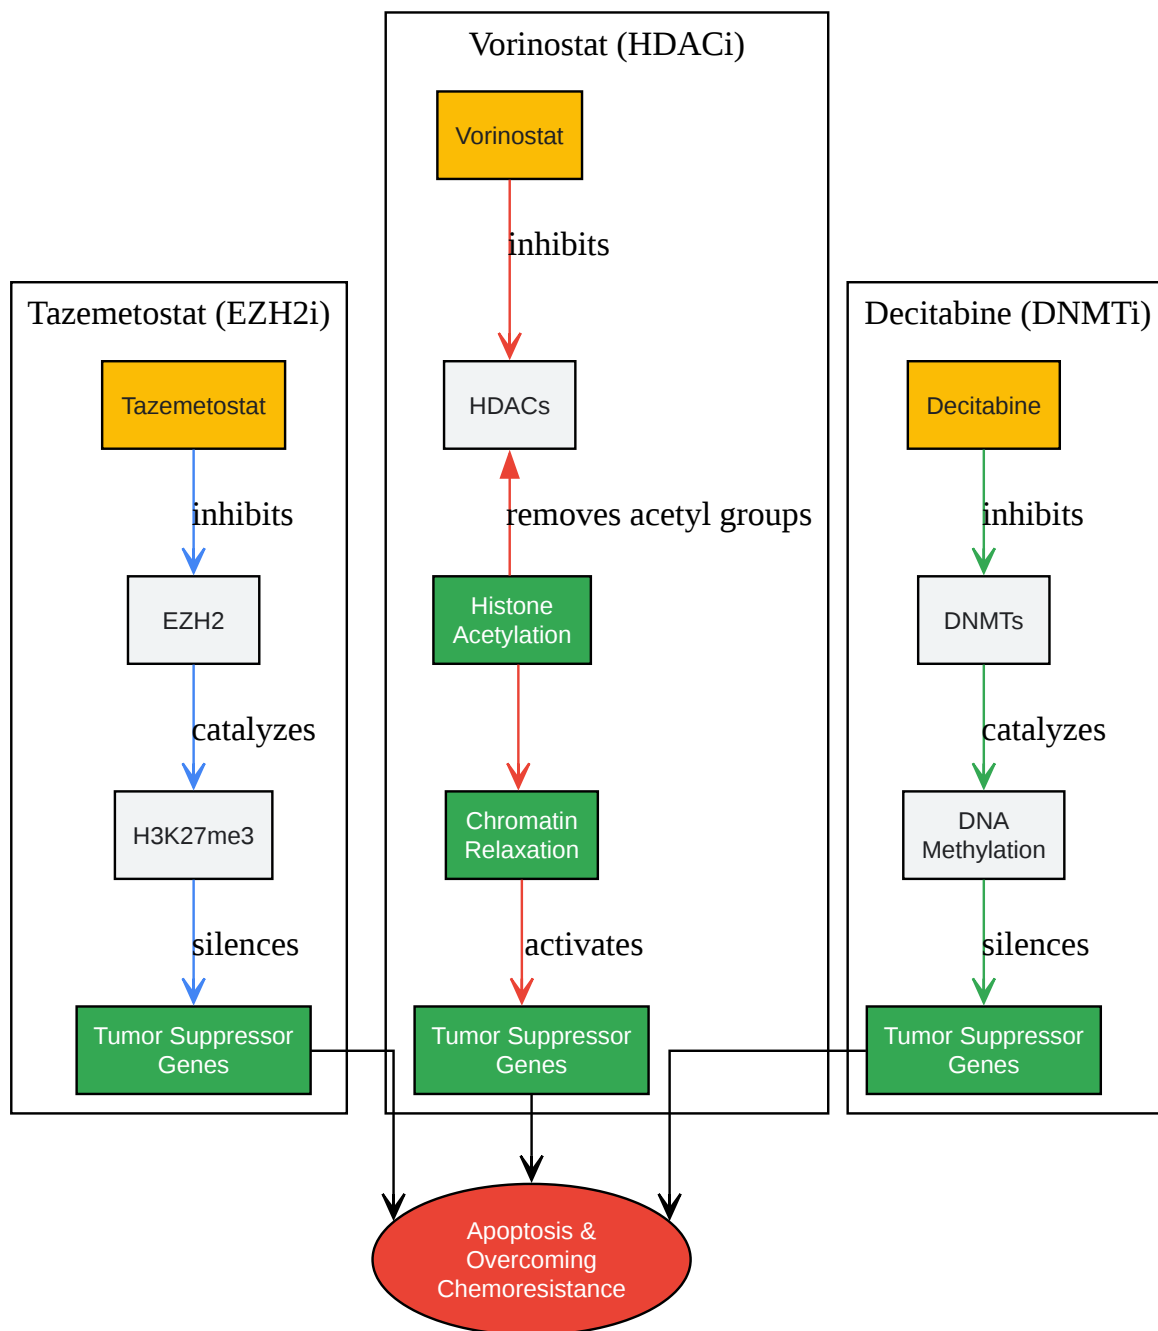 Vorinostat (HDACi)
Vorinostat
inhibits
HDACs
removes acetyl groups
Histone
Acetylation
Chromatin
Relaxation
activates
Tumor Suppressor
Genes
Tazemetostat (EZH2i)
Tazemetostat
inhibits
EZH2
catalyzes
H3K27me3
silences
Tumor Suppressor
Genes
Decitabine (DNMTi)
Decitabine
inhibits
DNMTs
catalyzes
DNA
Methylation
silences
Tumor Suppressor
Genes
Apoptosis &
Overcoming
Chemoresistance